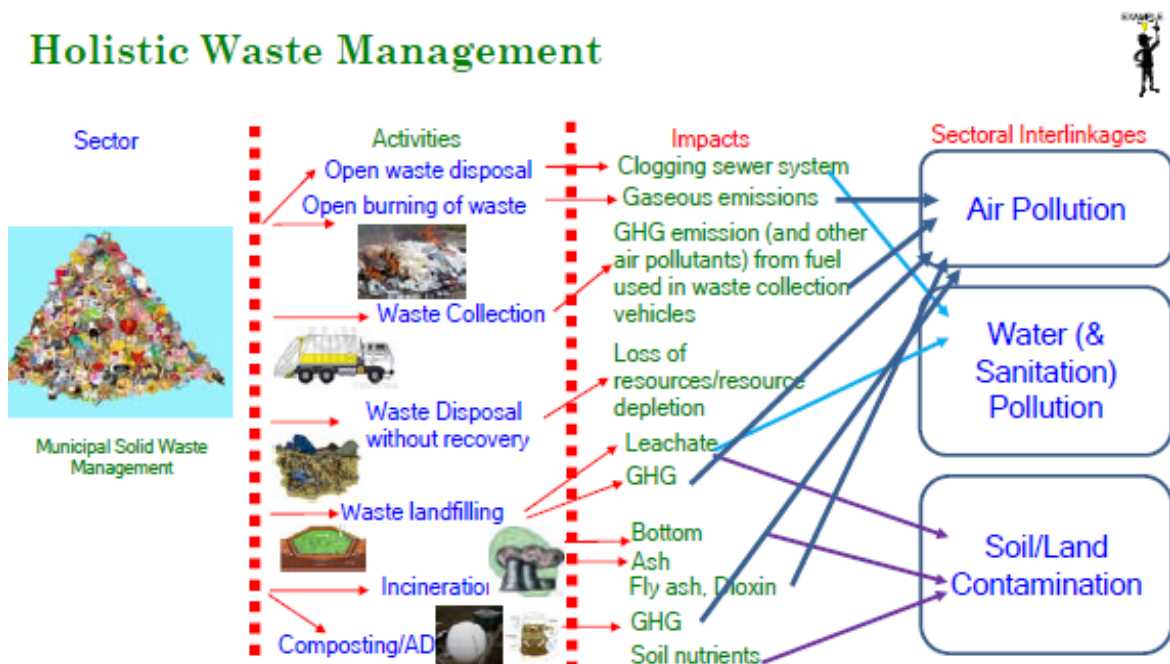 EXAMPLE
Holistic Waste Management
Sector
Activities
Impacts
Sectoral Interlinkages
Municipal Solid Waste
Management
Open waste disposal
Open burning of waste
Waste Collection
Waste Disposal
without recovery
Waste landfilling
Incineration
Composting/AD
Clogging sewer system
Gaseous emissions
GHG emission (and other
air pollutants) from fuel
used in waste collection
vehicles
Loss of
resources/resource
depletion
Leachate
GHG
Bottom
Ash
Fly ash, Dioxin
GHG
Soil nutrients
Air Pollution
Water (&
Sanitation)
Pollution
Soil/Land
Contamination